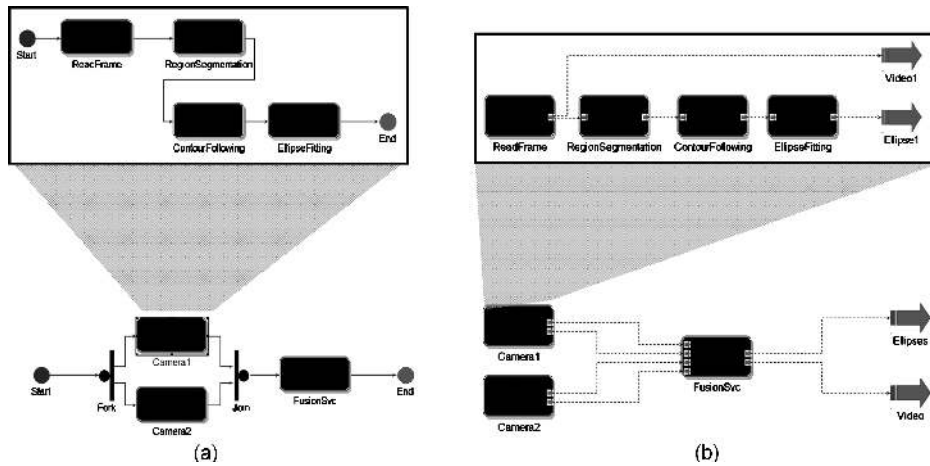 Start
ReadFrame
RegionSegmentation
ContourFollowing
EllipseFitting
End
Camera1
Start
Fork
Join
FusionSvc
End
Camera2
(a)
Video1
ReadFrame
RegionSegmentation
ContourFollowing
EllipseFitting
Ellipse1
Camera1
Elipses
FusionSvc
Camera2
Video
(b)